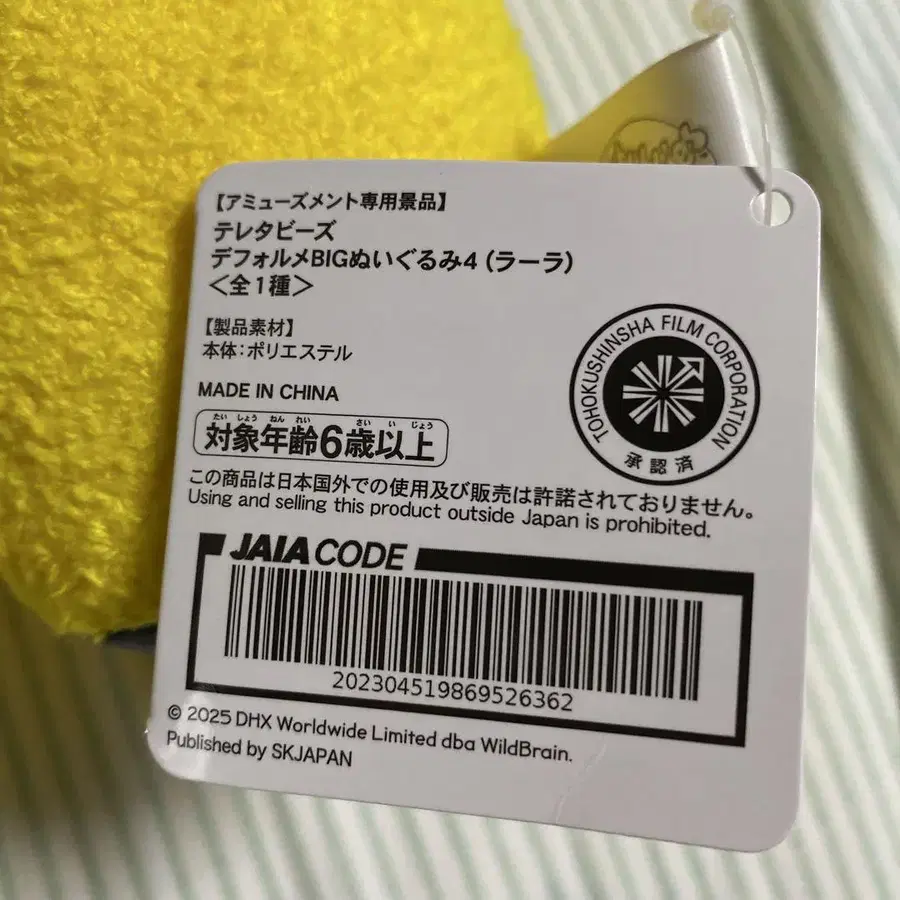 【アミューズメント専用景品】
テレタビーズ
デフォルメBIGぬいぐるみ4（ラーラ）
＜全1種＞
【製品素材】
本体：ポリエステル
MADE IN CHINA
たい しょう ねん れい さい い じょう
対象年齢6歳以上
TOHOKUSHINSHA FILM CORPORATION
承認済
この商品は日本国外での使用及び販売は許諾されておりません。
Using and selling this product outside Japan is prohibited.
JAIA CODE
202304519869526362
© 2025 DHX Worldwide Limited dba WildBrain.
Published by SKJAPAN